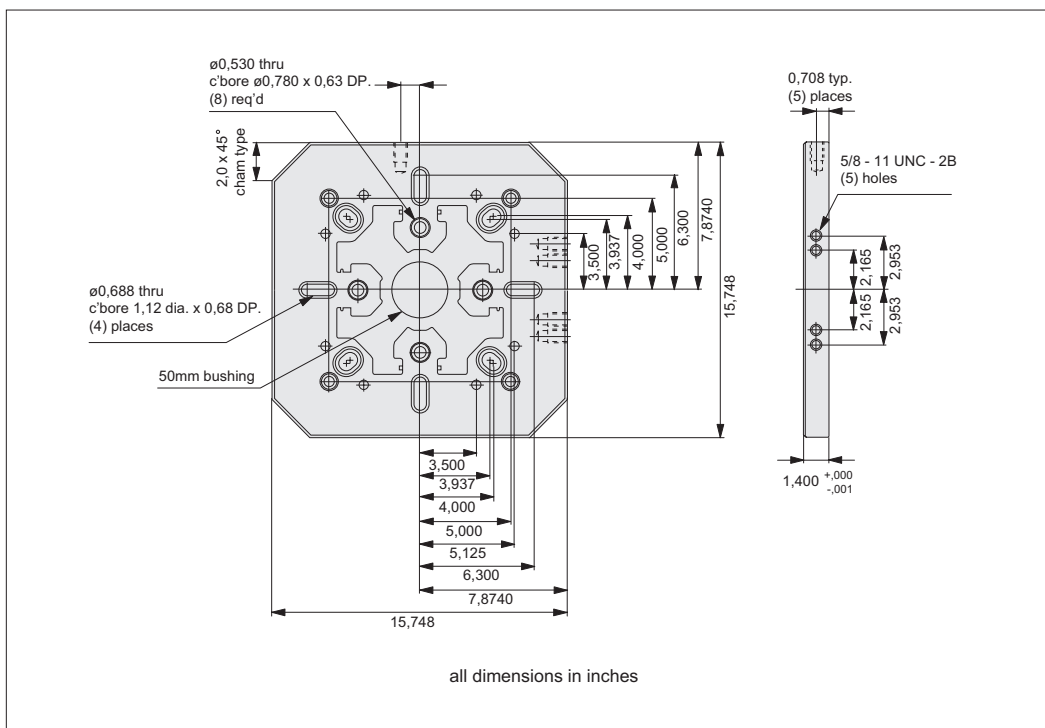 ø0,530 thru
c'bore ø0,780 x 0,63 DP.
(8) req'd
2,0 x 45°
cham type
ø0,688 thru
c'bore 1,12 dia. x 0,68 DP.
(4) places
50mm bushing
3,500
3,937
4,000
5,000
6,300
7,8740
15,748
3,500
3,937
4,000
5,000
5,125
6,300
7,8740
15,748
0,708 typ.
(5) places
5/8 - 11 UNC - 2B
(5) holes
2,165
2,953
2,165
2,953
1,400 +,000
-,001
all dimensions in inches